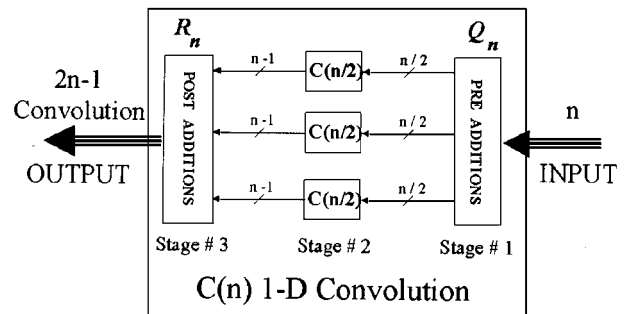 R_n
Q_n
n-1
C(n/2)
n/2
2n-1
Convolution
OUTPUT
POST ADDITIONS
n-1
C(n/2)
n/2
PRE ADDITIONS
n
INPUT
n-1
C(n/2)
n/2
Stage # 3
Stage # 2
Stage # 1
C(n) 1-D Convolution